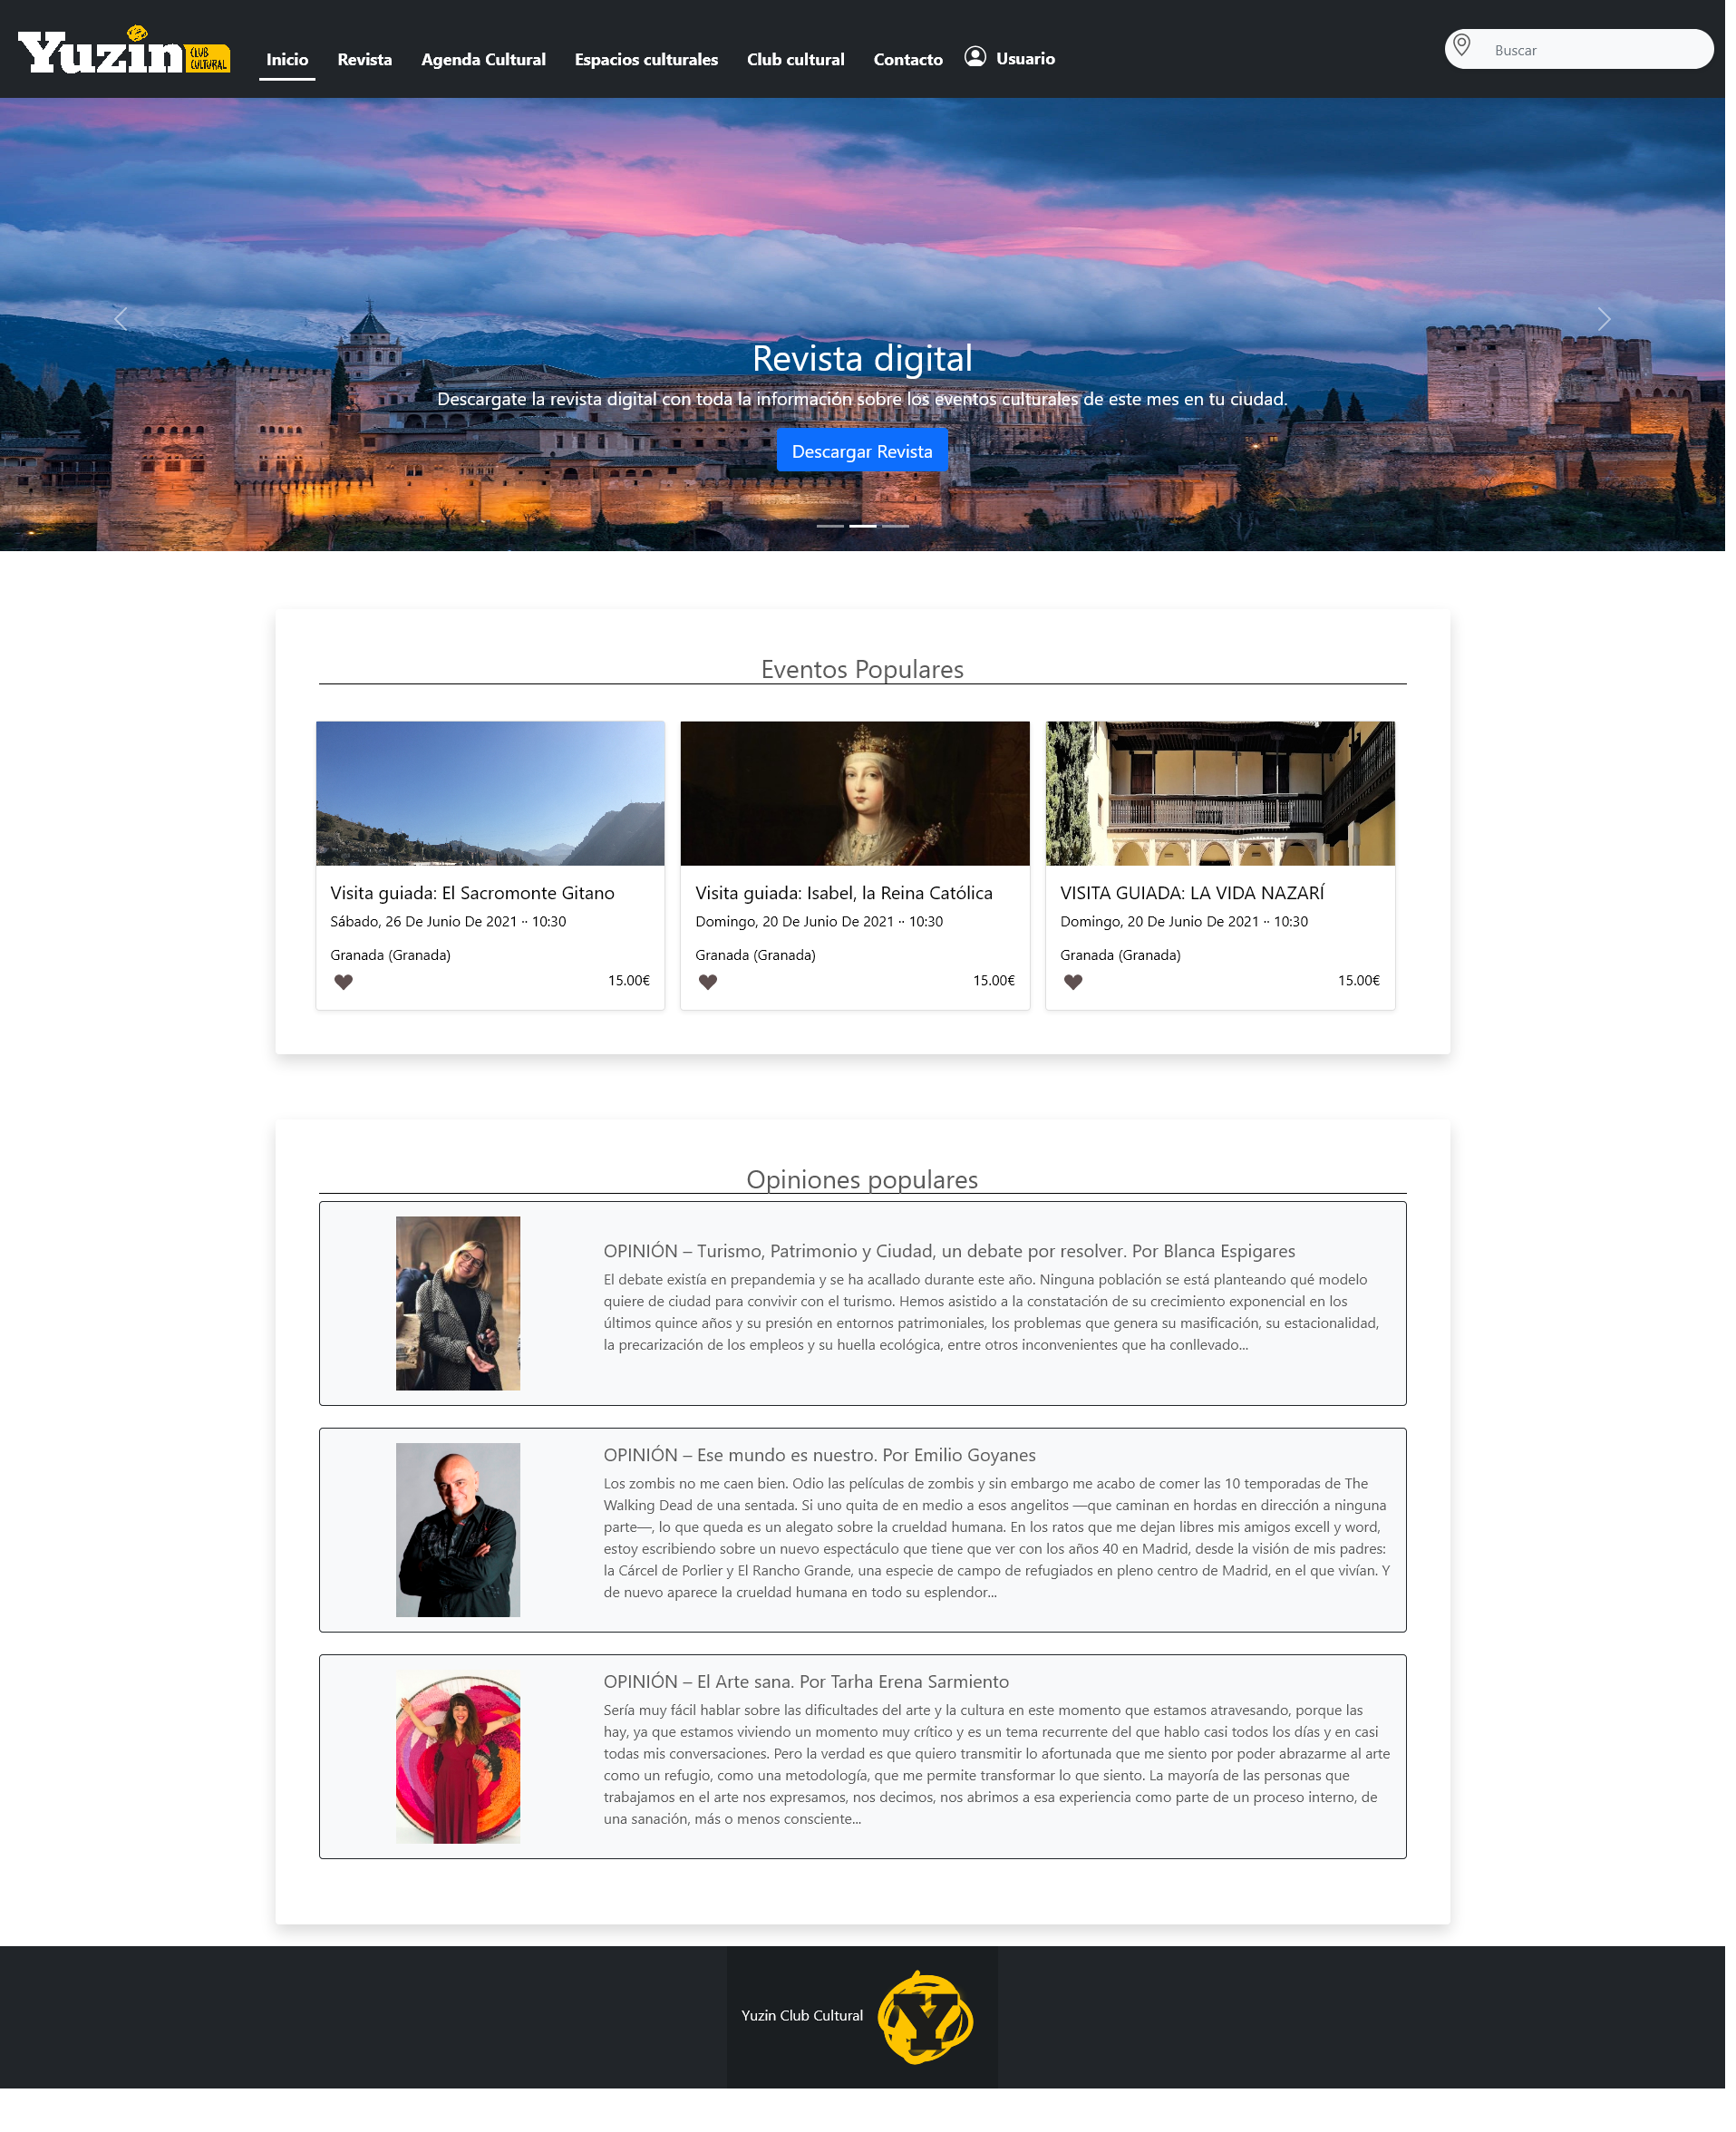 Yuzin CLUB CULTURAL
Inicio Revista Agenda Cultural Espacios culturales Club cultural Contacto Usuario
Buscar
Revista digital
Descargate la revista digital con toda la información sobre los eventos culturales de este mes en tu ciudad.
Descargar Revista
Eventos Populares
Visita guiada: El Sacromonte Gitano
Sábado, 26 De Junio De 2021 ·· 10:30
Granada (Granada)
15.00€
Visita guiada: Isabel, la Reina Católica
Domingo, 20 De Junio De 2021 ·· 10:30
Granada (Granada)
15.00€
VISITA GUIADA: LA VIDA NAZARÍ
Domingo, 20 De Junio De 2021 ·· 10:30
Granada (Granada)
15.00€
Opiniones populares
OPINIÓN – Turismo, Patrimonio y Ciudad, un debate por resolver. Por Blanca Espigares
El debate existía en prepandemia y se ha acallado durante este año. Ninguna población se está planteando qué modelo
quiere de ciudad para convivir con el turismo. Hemos asistido a la constatación de su crecimiento exponencial en los
últimos quince años y su presión en entornos patrimoniales, los problemas que genera su masificación, su estacionalidad,
la precarización de los empleos y su huella ecológica, entre otros inconvenientes que ha conllevado...
OPINIÓN – Ese mundo es nuestro. Por Emilio Goyanes
Los zombis no me caen bien. Odio las películas de zombis y sin embargo me acabo de comer las 10 temporadas de The
Walking Dead de una sentada. Si uno quita de en medio a esos angelitos —que caminan en hordas en dirección a ninguna
parte—, lo que queda es un alegato sobre la crueldad humana. En los ratos que me dejan libres mis amigos excell y word,
estoy escribiendo sobre un nuevo espectáculo que tiene que ver con los años 40 en Madrid, desde la visión de mis padres:
la Cárcel de Porlier y El Rancho Grande, una especie de campo de refugiados en pleno centro de Madrid, en el que vivían. Y
de nuevo aparece la crueldad humana en todo su esplendor...
OPINIÓN – El Arte sana. Por Tarha Erena Sarmiento
Sería muy fácil hablar sobre las dificultades del arte y la cultura en este momento que estamos atravesando, porque las
hay, ya que estamos viviendo un momento muy crítico y es un tema recurrente del que hablo casi todos los días y en casi
todas mis conversaciones. Pero la verdad es que quiero transmitir lo afortunada que me siento por poder abrazarme al arte
como un refugio, como una metodología, que me permite transformar lo que siento. La mayoría de las personas que
trabajamos en el arte nos expresamos, nos decimos, nos abrimos a esa experiencia como parte de un proceso interno, de
una sanación, más o menos consciente...
Yuzin Club Cultural
Y